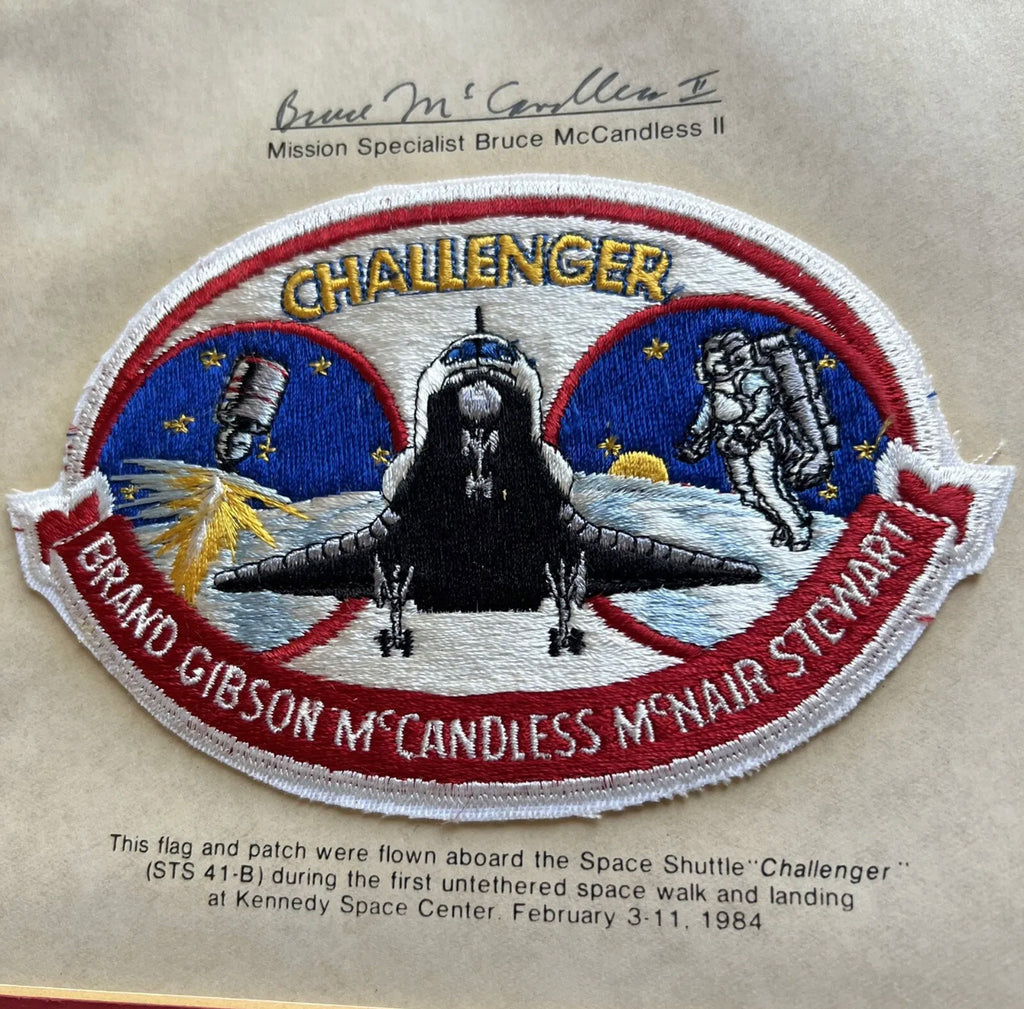 Bruce McCandless II
Mission Specialist Bruce McCandless II
CHALLENGER
BRAND GIBSON McCANDLESS McNAIR STEWART
This flag and patch were flown aboard the Space Shuttle "Challenger"
(STS 41-B) during the first untethered space walk and landing
at Kennedy Space Center. February 3-11, 1984